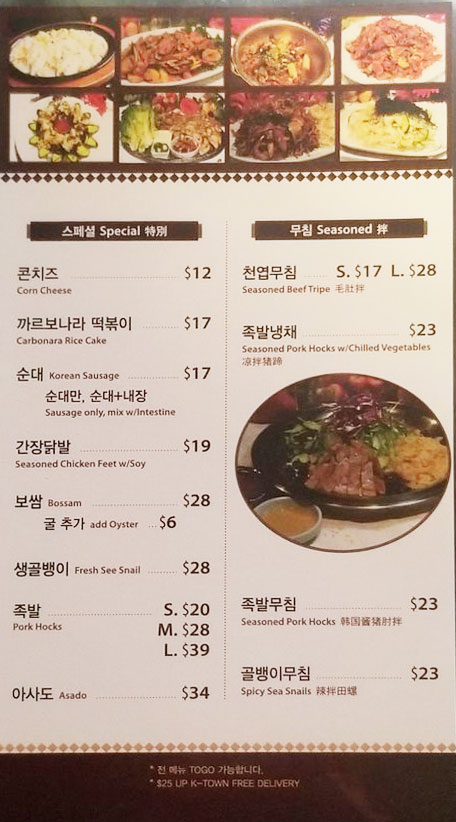 스페셜 Special 特別
콘치즈 $12
Corn Cheese
까르보나라 떡볶이 $17
Carbonara Rice Cake
순대 Korean Sausage $17
순대만, 순대+내장
Sausage only, mix w/Intestine
간장닭발 $19
Seasoned Chicken Feet w/Soy
보쌈 Bossam $28
굴 추가 add Oyster $6
생골뱅이 Fresh See Snail $28
족발 S. $20
Pork Hocks M. $28
L. $39
아사도 Asado $34
무침 Seasoned 拌
천엽무침 S. $17 L. $28
Seasoned Beef Tripe 毛肚拌
족발냉채 $23
Seasoned Pork Hocks w/Chilled Vegetables
凉拌猪蹄
족발무침 $23
Seasoned Pork Hocks 韩国酱猪肘拌
골뱅이무침 $23
Spicy Sea Snails 辣拌田螺
* 전 메뉴 TOGO 가능합니다.
* $25 UP K-TOWN FREE DELIVERY